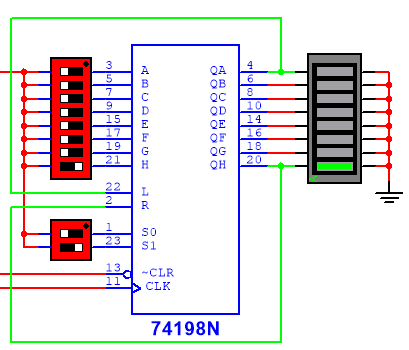 3 A QA 4
5 B QB 6
7 C QC 8
9 D QD 10
15 E QE 14
17 F QF 16
19 G QG 18
21 H QH 20
22 L
2 R
1 S0
23 S1
13 ~CLR
11 CLK
74198N